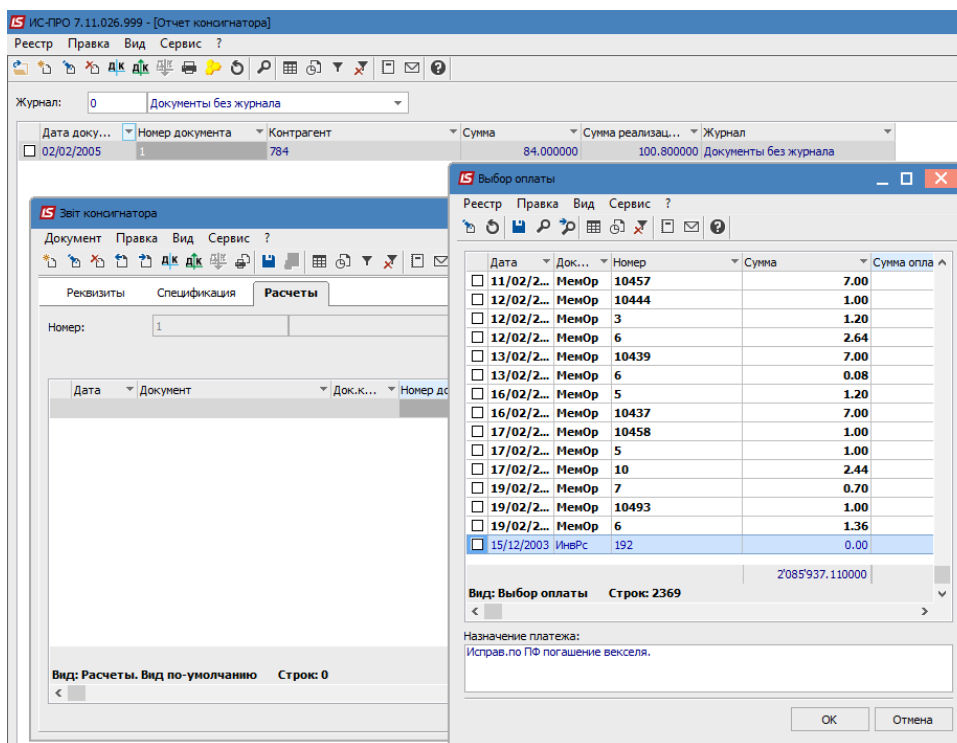 ИС-ПРО 7.11.026.999 - [Отчет консигнатора]
Реестр Правка Вид Сервис ?
Журнал: 0 Документы без журнала
Дата доку... Номер документа Контрагент Сумма Сумма реализац... Журнал
02/02/2005 1 784 84.000000 100.800000 Документы без журнала
Звіт консигнатора
Документ Правка Вид Сервис ?
Реквизиты Спецификация Расчеты
Номер: 1
Дата Документ Док.к... Номер до
Вид: Расчеты. Вид по-умолчанию Строк: 0
Выбор оплаты
Реестр Правка Вид Сервис ?
Дата Док... Номер Сумма Сумма опла
11/02/2... МемОр 10457 7.00
12/02/2... МемОр 10444 1.00
12/02/2... МемОр 3 1.20
12/02/2... МемОр 6 2.64
13/02/2... МемОр 10439 7.00
13/02/2... МемОр 6 0.08
16/02/2... МемОр 5 1.20
16/02/2... МемОр 10437 7.00
17/02/2... МемОр 10458 1.00
17/02/2... МемОр 5 1.00
17/02/2... МемОр 10 2.44
19/02/2... МемОр 7 0.70
19/02/2... МемОр 10493 1.00
19/02/2... МемОр 6 1.36
15/12/2003 ИнвРс 192 0.00
2'085'937.110000
Вид: Выбор оплаты Строк: 2369
Назначение платежа:
Исправ.по ПФ погашение векселя.
OK Отмена